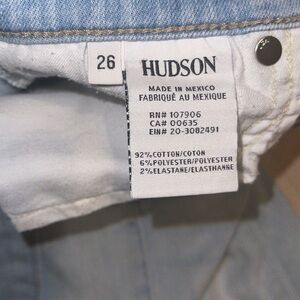 26
HUDSON
MADE IN MEXICO
FABRIQUÉ AU MEXIQUE
RN# 107906
CA# 00635
EIN# 20-3082491
92%COTTON/COTON
6%POLYESTER/POLYESTER
2%ELASTANE/ELASTHANNE